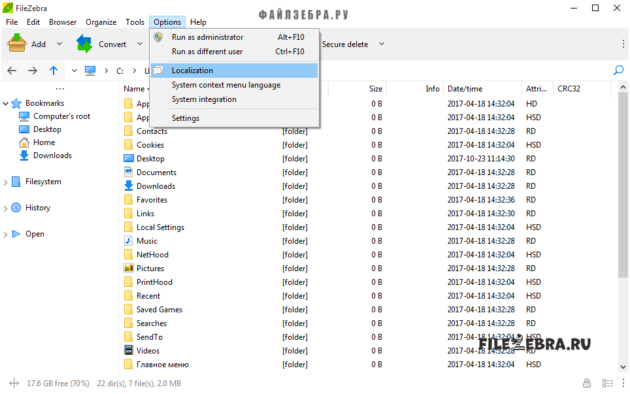 FileZebra
ФАЙЛЗЕБРА.РУ
File Edit Browser Organize Tools Options Help
Add Convert Secure delete
Run as administrator Alt+F10
Run as different user Ctrl+F10
Localization
System context menu language
System integration
Settings
C:
Name Size Info Date/time Attri... CRC32
Bookmarks
Computer's root
Desktop
Home
Downloads
Filesystem
History
Open
App 0 B 2017-04-18 14:32:04 HD
App 0 B 2017-04-18 14:32:04 HSD
Contacts [folder] 0 B 2017-04-18 14:32:28 RD
Cookies [folder] 0 B 2017-04-18 14:32:04 HSD
Desktop [folder] 0 B 2017-10-23 11:14:30 RD
Documents [folder] 0 B 2017-04-18 14:32:28 RD
Downloads [folder] 0 B 2017-04-18 14:32:28 RD
Favorites [folder] 0 B 2017-04-18 14:32:36 RD
Links [folder] 0 B 2017-04-18 14:32:30 RD
Local Settings [folder] 0 B 2017-04-18 14:32:04 HSD
Music [folder] 0 B 2017-04-18 14:32:28 RD
NetHood [folder] 0 B 2017-04-18 14:32:04 HSD
Pictures [folder] 0 B 2017-04-18 14:32:28 RD
PrintHood [folder] 0 B 2017-04-18 14:32:04 HSD
Recent [folder] 0 B 2017-04-18 14:32:04 HSD
Saved Games [folder] 0 B 2017-04-18 14:32:28 RD
Searches [folder] 0 B 2017-04-18 14:32:28 RD
SendTo [folder] 0 B 2017-04-18 14:32:04 HSD
Videos [folder] 0 B 2017-04-18 14:32:28 RD
Главное меню [folder] 0 B 2017-04-18 14:32:04 HSD
FILEZEBRA.RU
17.6 GB free (70%) 22 dir(s), 7 file(s), 2.0 MB